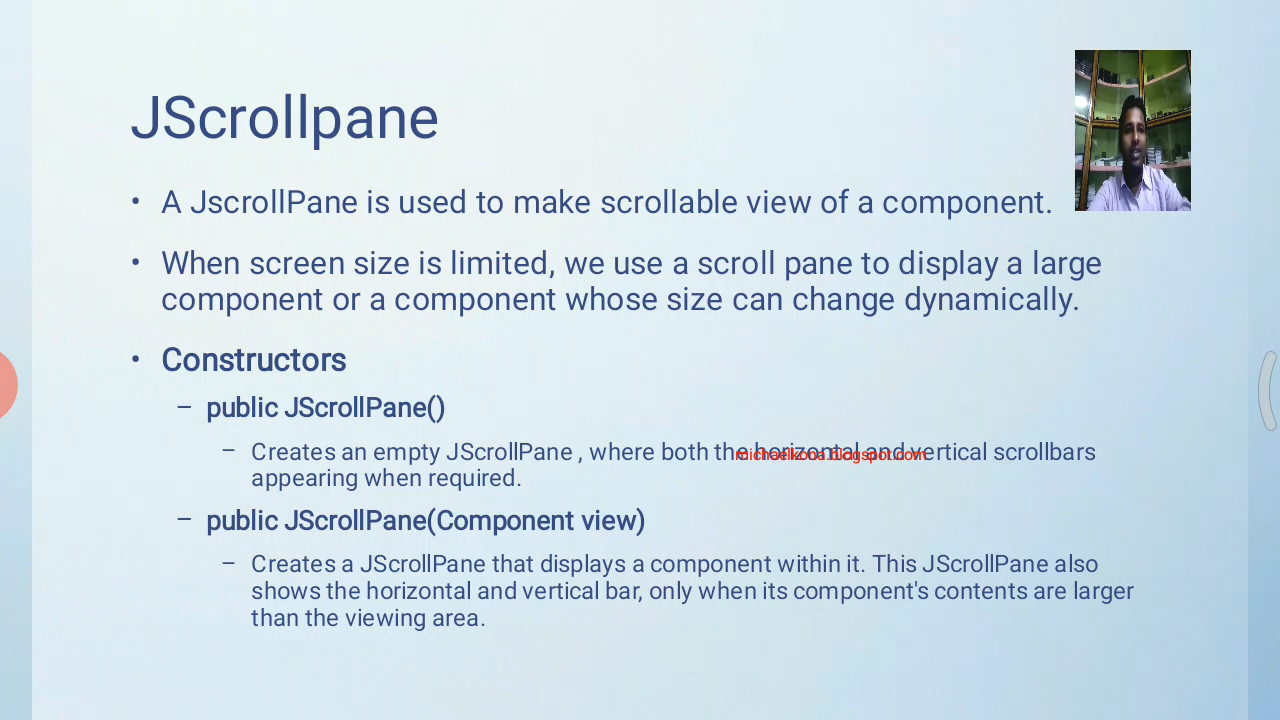 JScrollpane
• A JscrollPane is used to make scrollable view of a component.
• When screen size is limited, we use a scroll pane to display a large
component or a component whose size can change dynamically.
• Constructors
– public JScrollPane()
– Creates an empty JScrollPane , where both the horizontal and vertical scrollbars
michaelkona.blogspot.com
appearing when required.
– public JScrollPane(Component view)
– Creates a JScrollPane that displays a component within it. This JScrollPane also
shows the horizontal and vertical bar, only when its component's contents are larger
than the viewing area.